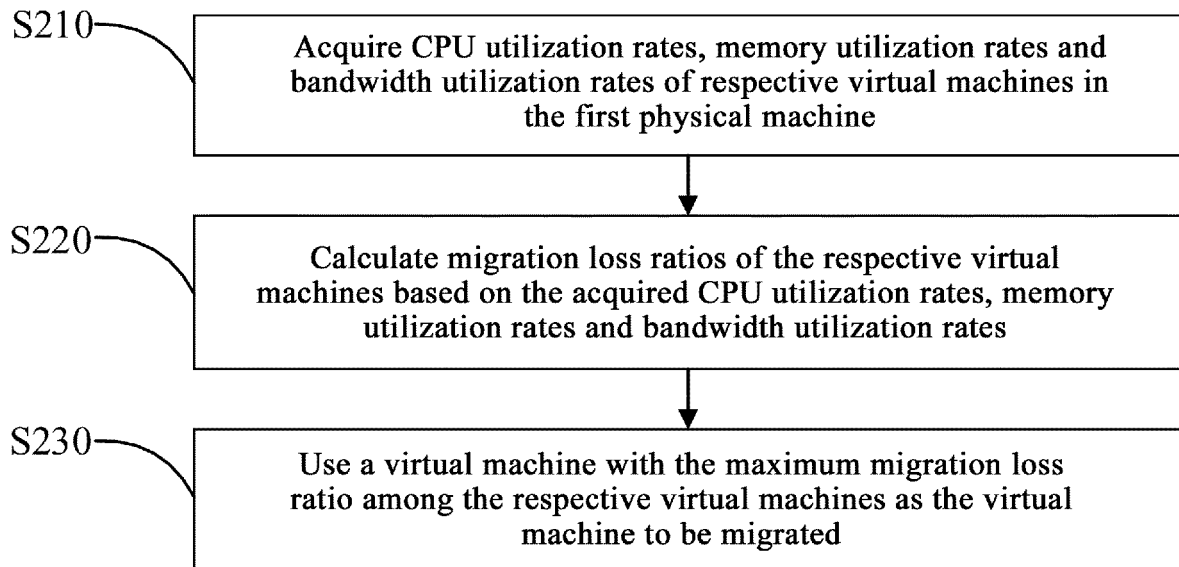 S210
Acquire CPU utilization rates, memory utilization rates and
bandwidth utilization rates of respective virtual machines in
the first physical machine
S220
Calculate migration loss ratios of the respective virtual
machines based on the acquired CPU utilization rates, memory
utilization rates and bandwidth utilization rates
S230
Use a virtual machine with the maximum migration loss
ratio among the respective virtual machines as the virtual
machine to be migrated